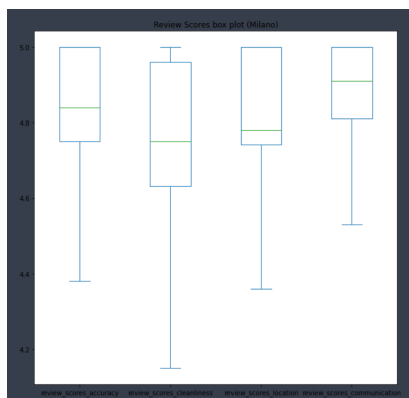 Review Scores box plot (Milano)
5.0
4.8
4.6
4.4
4.2
review_scores_accuracy review_scores_cleanliness review_scores_location review_scores_communication